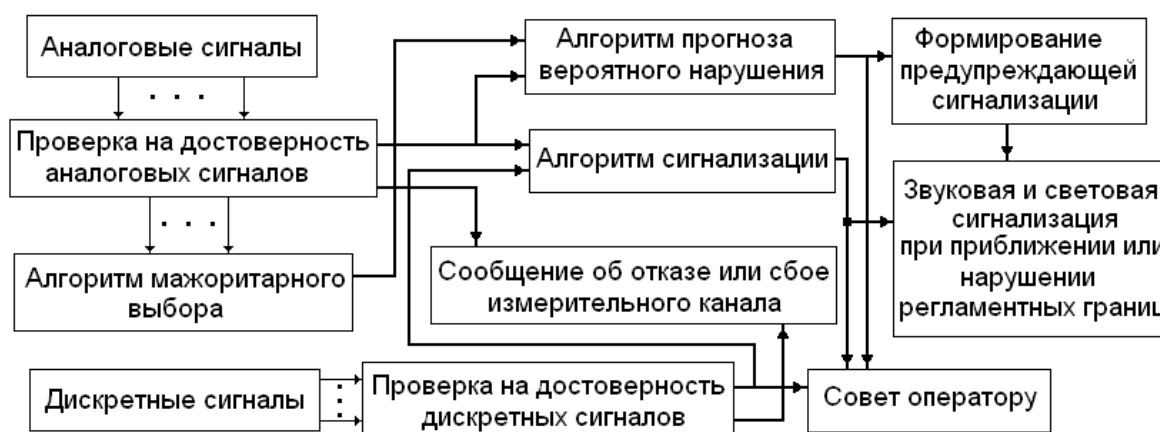 Аналоговые сигналы
Проверка на достоверность
аналоговых сигналов
Алгоритм мажоритарного
выбора
Дискретные сигналы
Алгоритм прогноза
вероятного нарушения
Алгоритм сигнализации
Сообщение об отказе или сбое
измерительного канала
Проверка на достоверность
дискретных сигналов
Формирование
предупреждающей
сигнализации
Звуковая и световая
сигнализация
при приближении или
нарушении
регламентных границ
Совет оператору